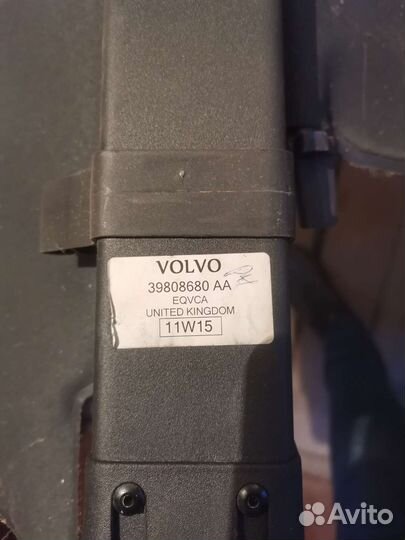 VOLVO
39808680 AA
EQVCA
UNITED KINGDOM
11W15
Avito